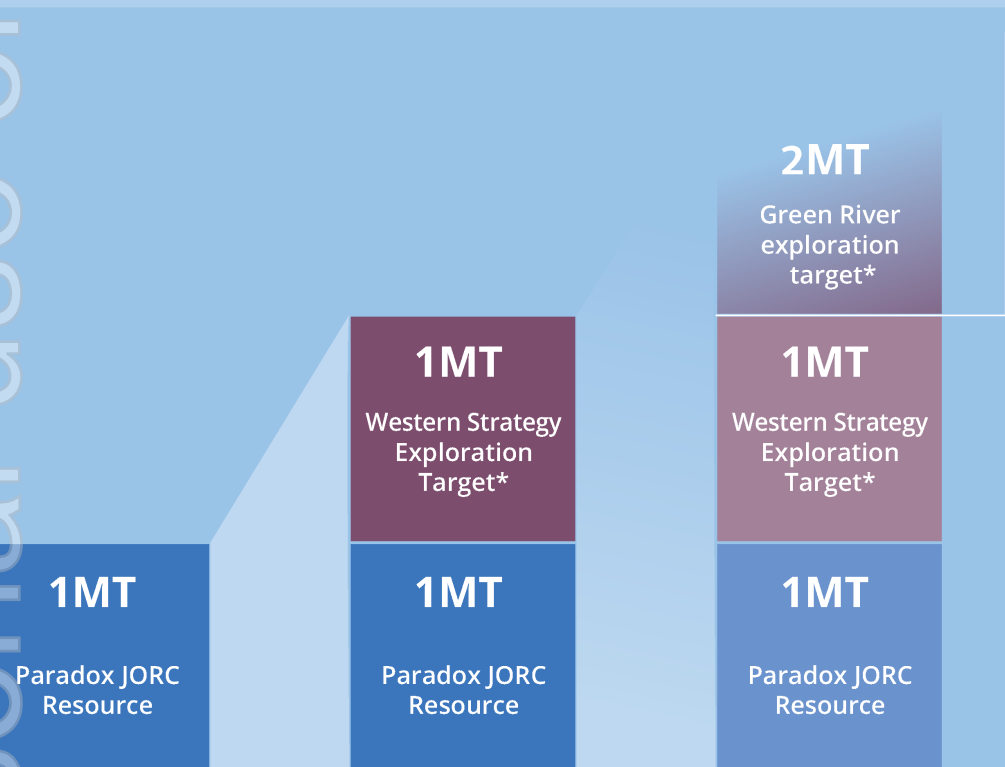 1MT
Paradox JORC
Resource
1MT
Western Strategy
Exploration
Target*
1MT
Paradox JORC
Resource
2MT
Green River
exploration
target*
1MT
Western Strategy
Exploration
Target*
1MT
Paradox JORC
Resource